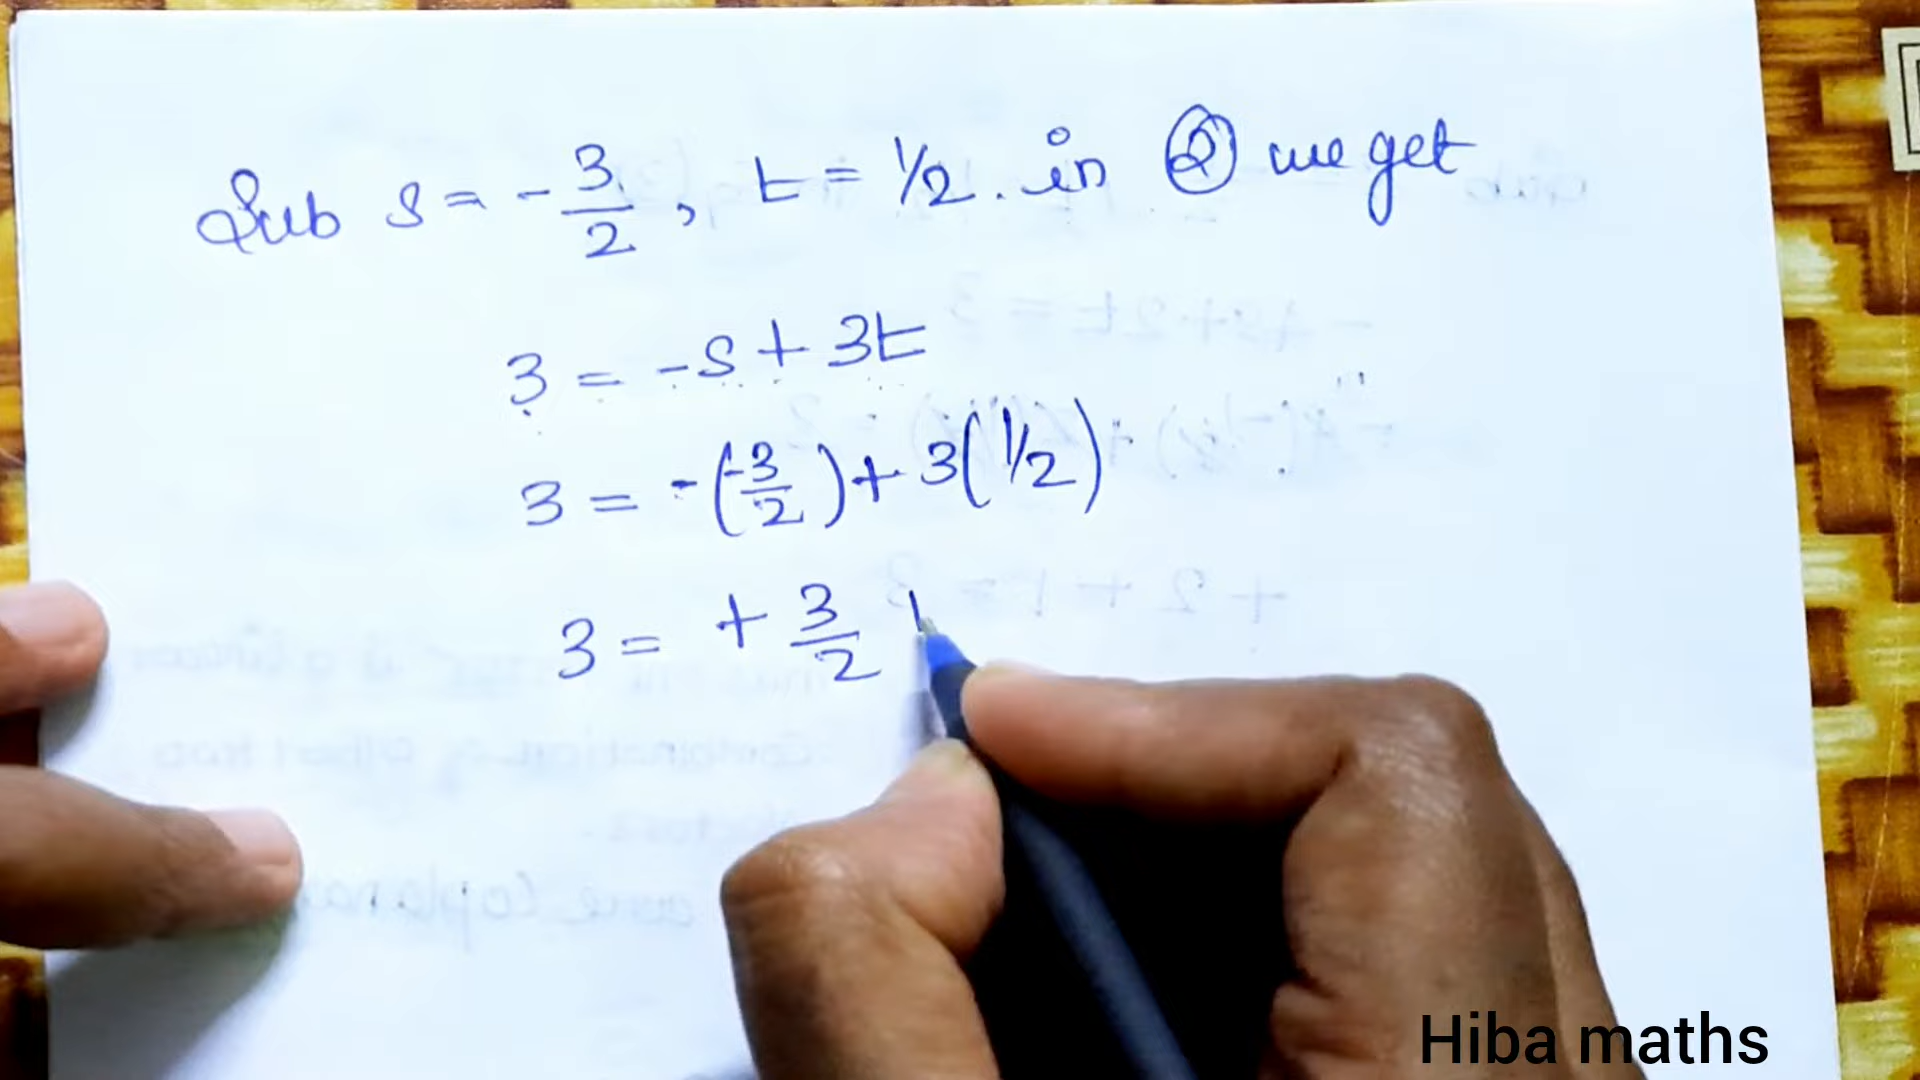 Sub s = -3/2, t = 1/2. in ② we get
3 = -s + 3t
3 = -(-3/2) + 3(1/2)
3 = + 3/2
Hiba maths